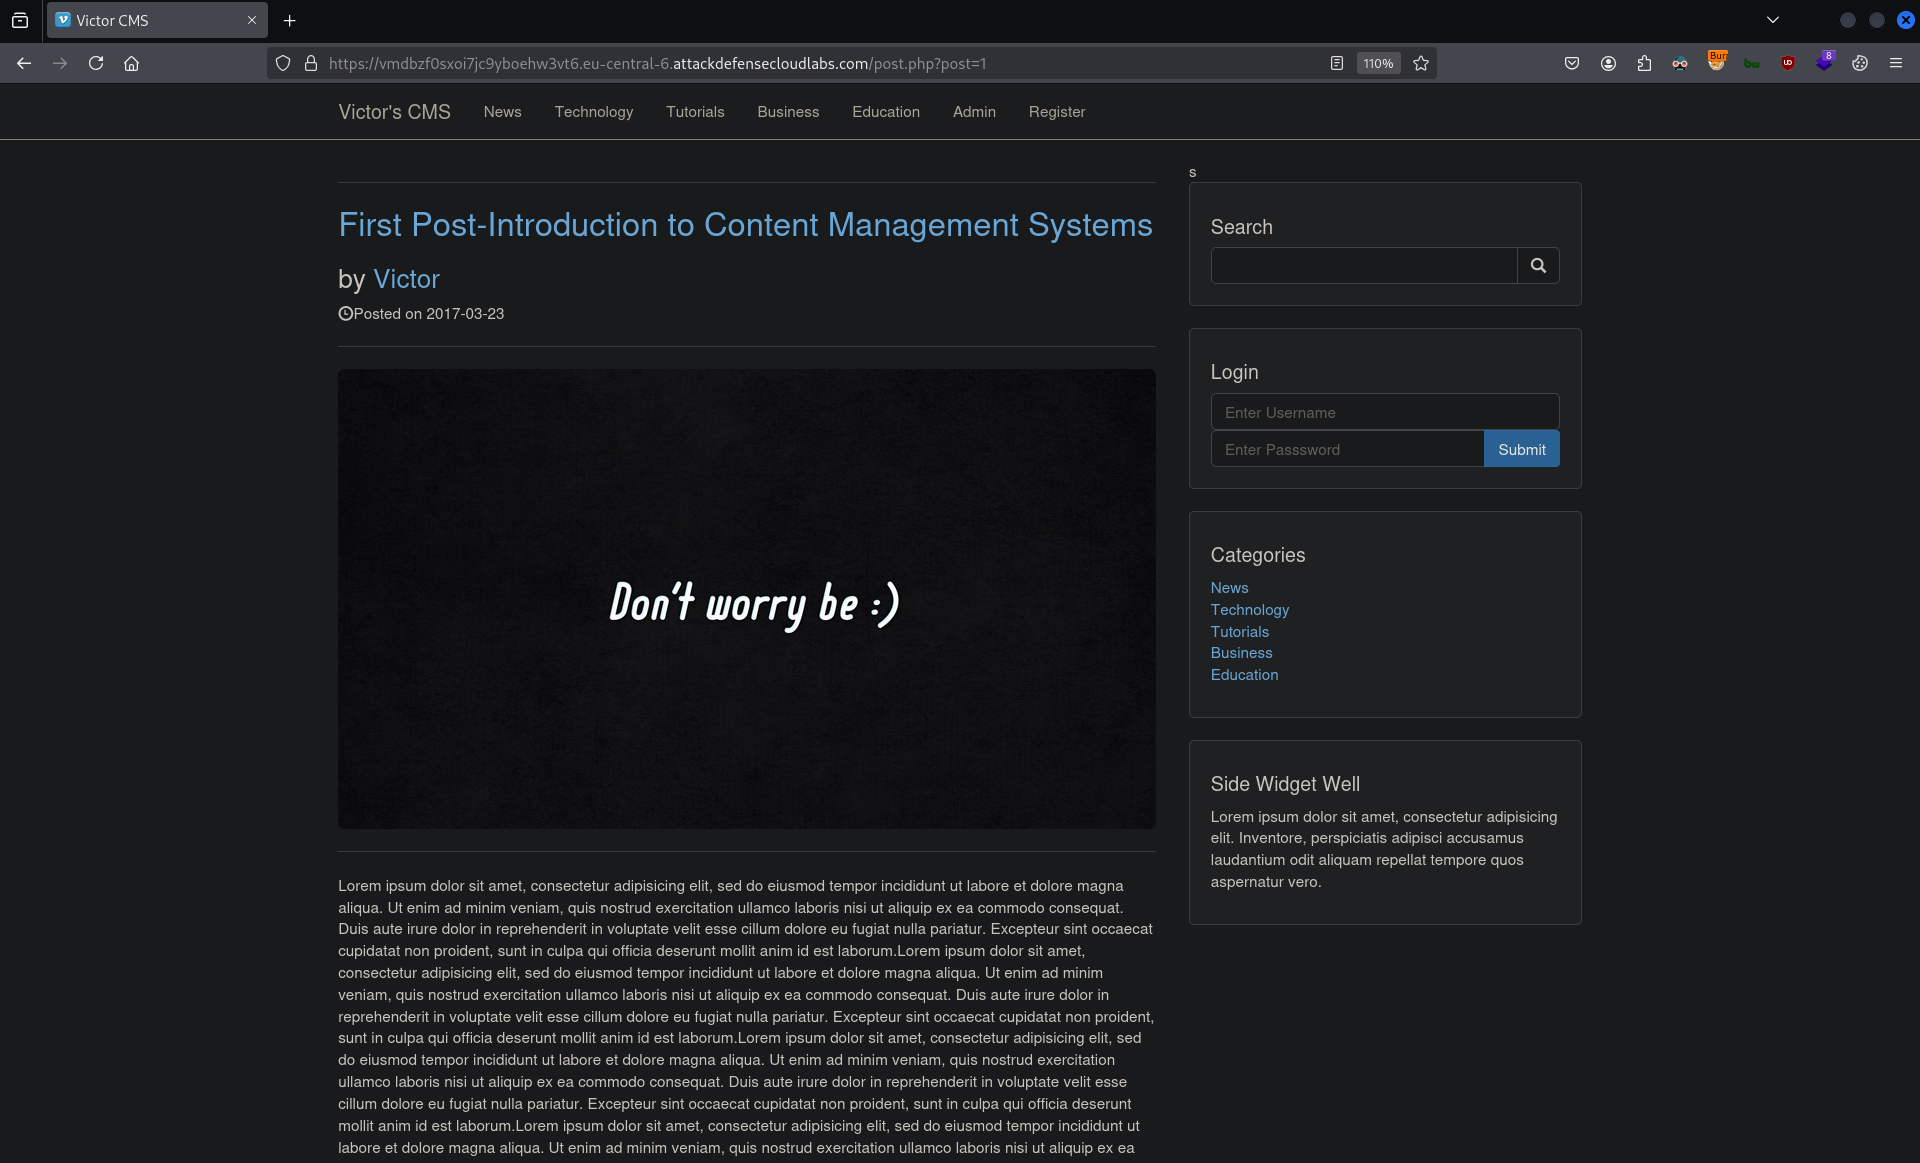 Victor CMS
https://vmdbzf0sxoi7jc9yboehw3vt6.eu-central-6.attackdefensecloudlabs.com/post.php?post=1
110%
Burr
8
Victor's CMS News Technology Tutorials Business Education Admin Register
First Post-Introduction to Content Management Systems
by Victor
Posted on 2017-03-23
Don't worry be :)
Lorem ipsum dolor sit amet, consectetur adipisicing elit, sed do eiusmod tempor incididunt ut labore et dolore magna
aliqua. Ut enim ad minim veniam, quis nostrud exercitation ullamco laboris nisi ut aliquip ex ea commodo consequat.
Duis aute irure dolor in reprehenderit in voluptate velit esse cillum dolore eu fugiat nulla pariatur. Excepteur sint occaecat
cupidatat non proident, sunt in culpa qui officia deserunt mollit anim id est laborum.Lorem ipsum dolor sit amet,
consectetur adipisicing elit, sed do eiusmod tempor incididunt ut labore et dolore magna aliqua. Ut enim ad minim
veniam, quis nostrud exercitation ullamco laboris nisi ut aliquip ex ea commodo consequat. Duis aute irure dolor in
reprehenderit in voluptate velit esse cillum dolore eu fugiat nulla pariatur. Excepteur sint occaecat cupidatat non proident,
sunt in culpa qui officia deserunt mollit anim id est laborum.Lorem ipsum dolor sit amet, consectetur adipisicing elit, sed
do eiusmod tempor incididunt ut labore et dolore magna aliqua. Ut enim ad minim veniam, quis nostrud exercitation
ullamco laboris nisi ut aliquip ex ea commodo consequat. Duis aute irure dolor in reprehenderit in voluptate velit esse
cillum dolore eu fugiat nulla pariatur. Excepteur sint occaecat cupidatat non proident, sunt in culpa qui officia deserunt
mollit anim id est laborum.Lorem ipsum dolor sit amet, consectetur adipisicing elit, sed do eiusmod tempor incididunt ut
labore et dolore magna aliqua. Ut enim ad minim veniam, quis nostrud exercitation ullamco laboris nisi ut aliquip ex ea
s
Search
Login
Enter Username
Enter Passsword
Submit
Categories
News
Technology
Tutorials
Business
Education
Side Widget Well
Lorem ipsum dolor sit amet, consectetur adipisicing
elit. Inventore, perspiciatis adipisci accusamus
laudantium odit aliquam repellat tempore quos
aspernatur vero.